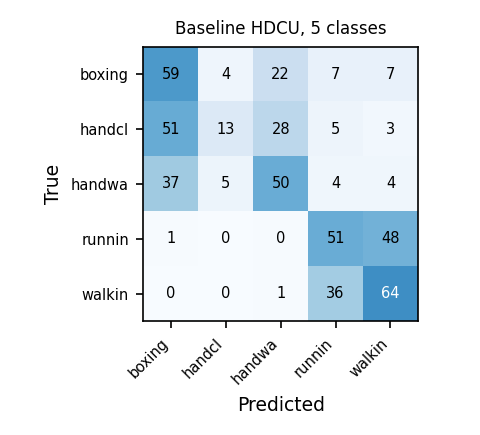 Baseline HDCU, 5 classes
boxing 59 4 22 7 7
handcl 51 13 28 5 3
handwa 37 5 50 4 4
runnin 1 0 0 51 48
walkin 0 0 1 36 64
True
boxing handcl handwa runnin walkin
Predicted